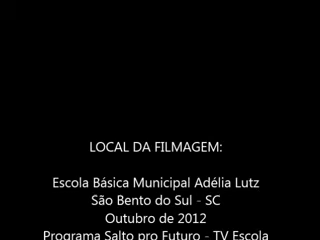 LOCAL DA FILMAGEM:
Escola Básica Municipal Adélia Lutz
São Bento do Sul - SC
Outubro de 2012
Programa Salto pro Futuro - TV Escola